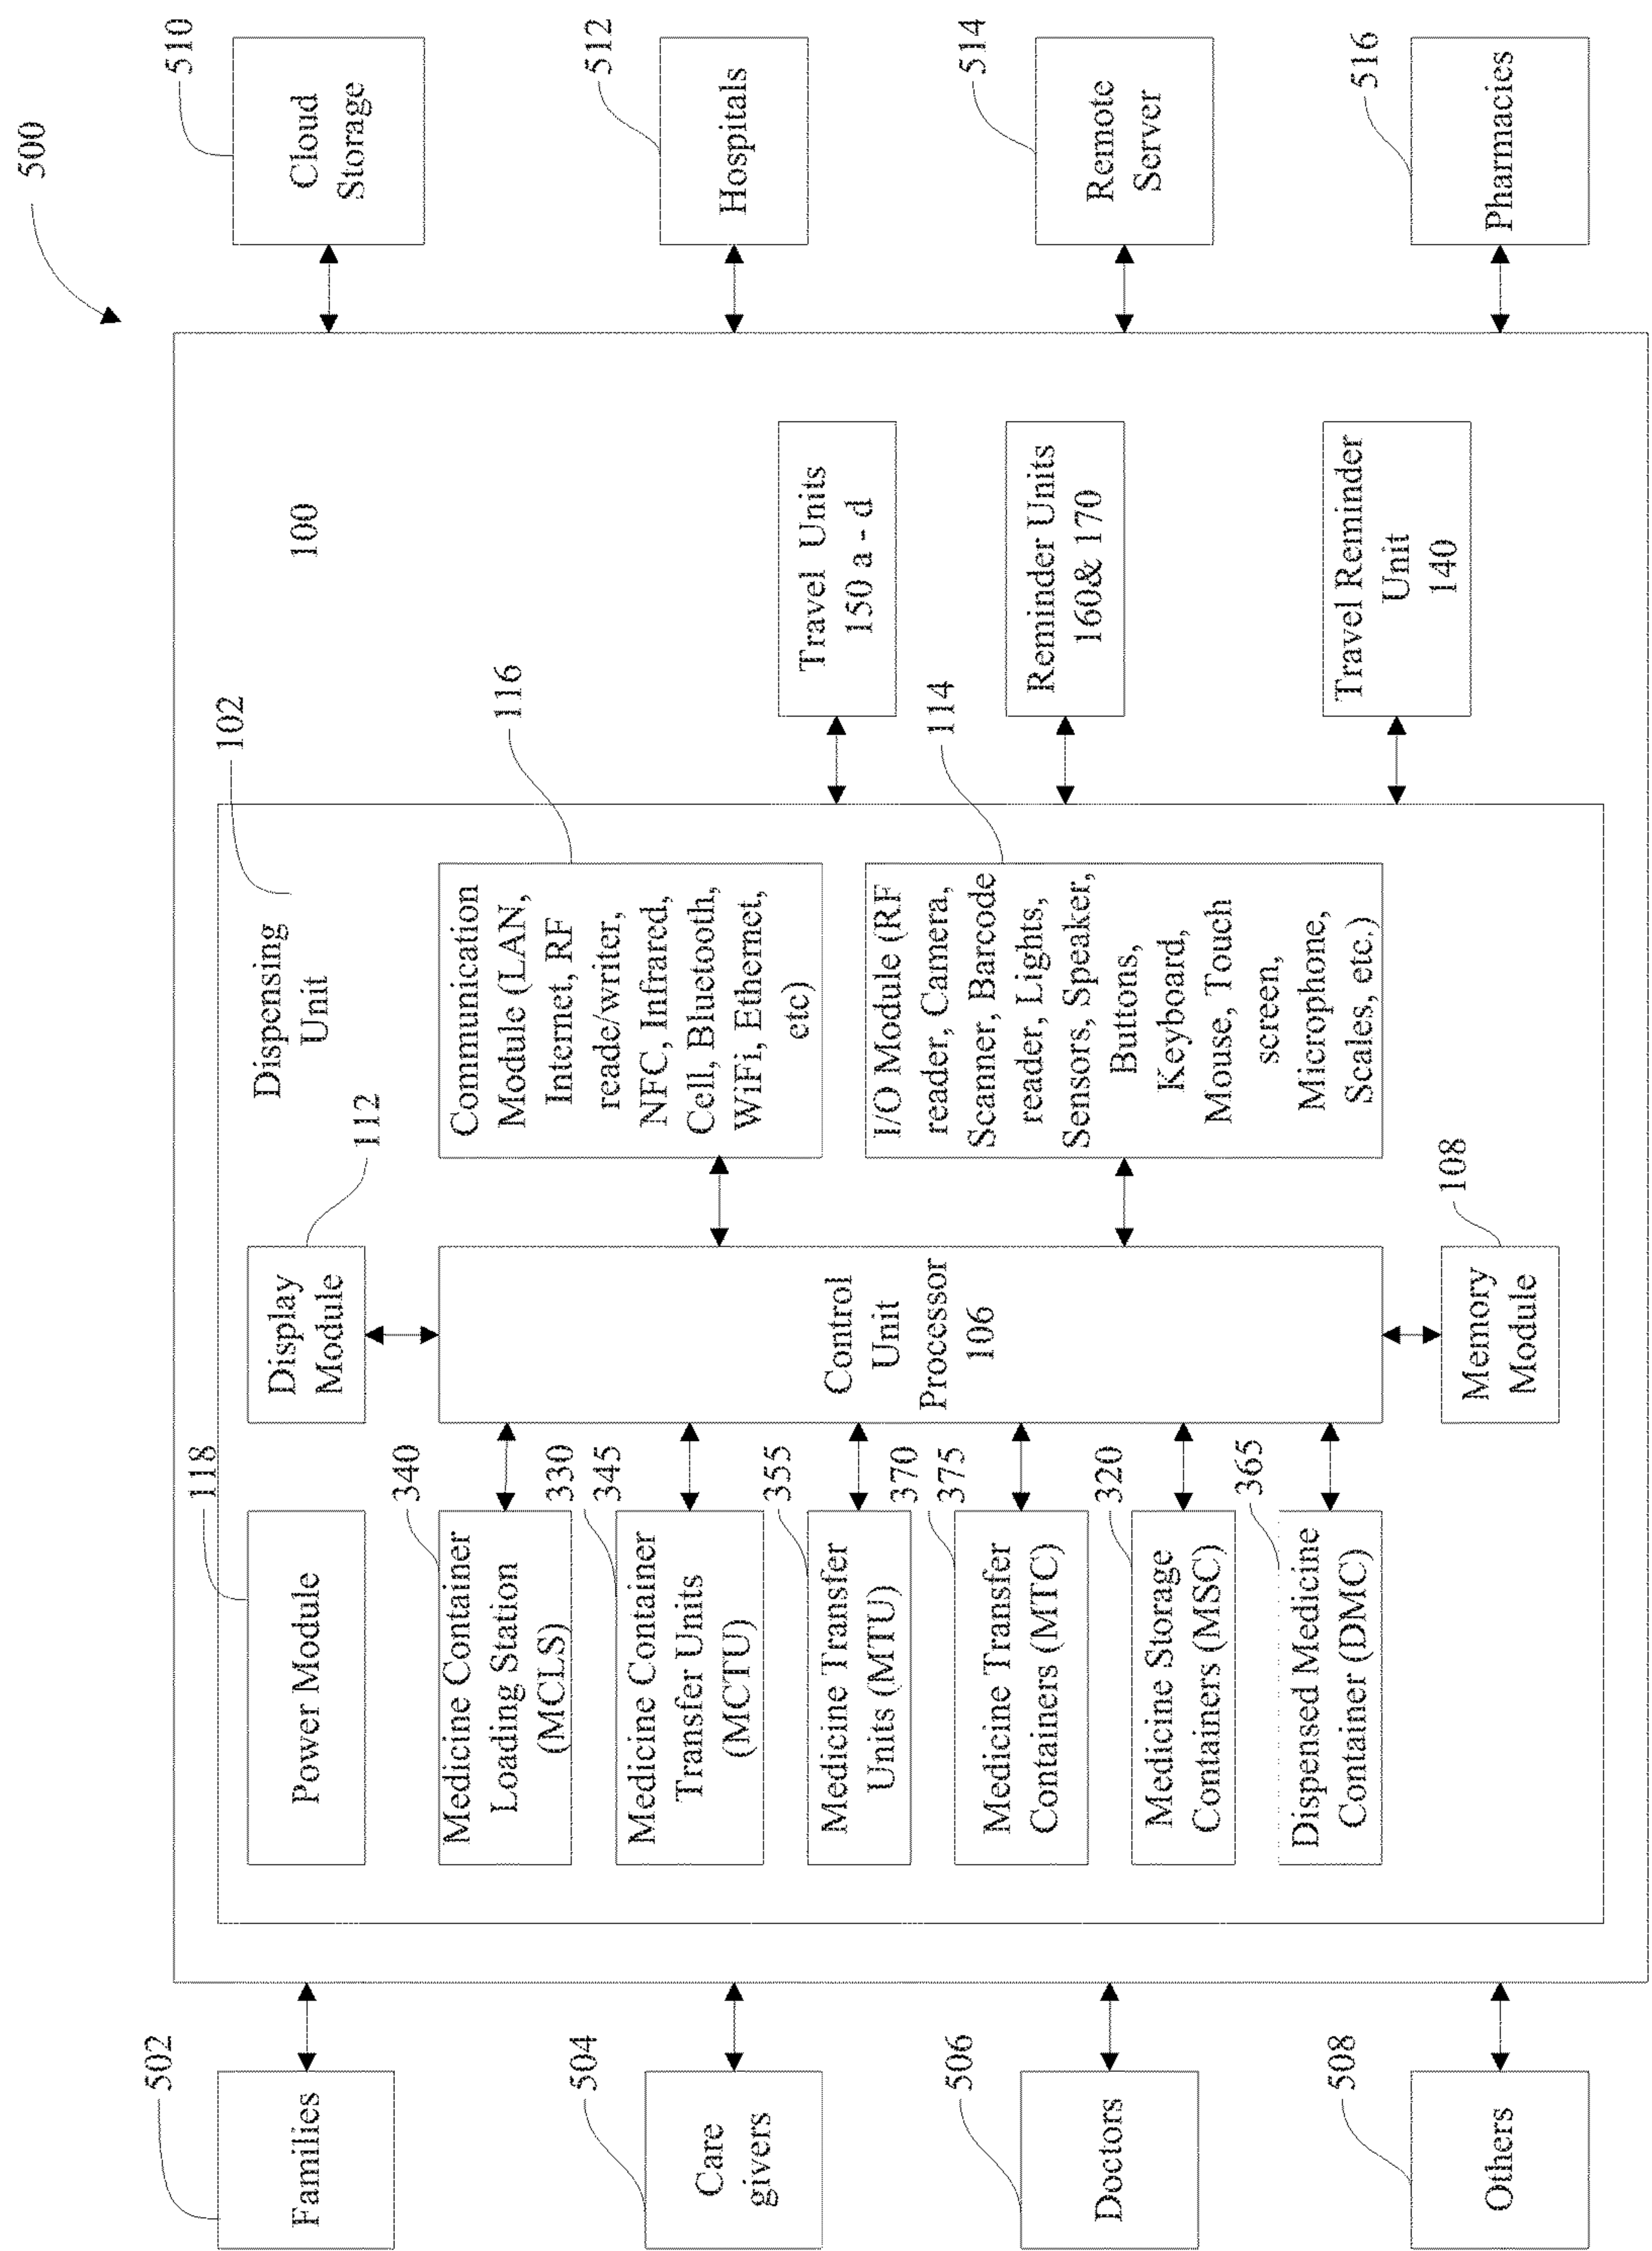 500
502
Families
504
Care
givers
506
Doctors
508
Others
100
102
Dispensing
Unit
118
Power Module
340
Medicine Container
Loading Station
(MCLS)
330
345
Medicine Container
Transfer Units
(MCTU)
355
Medicine Transfer
Units (MTU)
370
375
Medicine Transfer
Containers (MTC)
320
Medicine Storage
Containers (MSC)
365
Dispensed Medicine
Container (DMC)
112
Display
Module
Control
Unit
Processor
106
108
Memory
Module
116
Communication
Module (LAN,
Internet, RF
reade/writer,
NFC, Infrared,
Cell, Bluetooth,
WiFi, Ethernet,
etc)
114
I/O Module (RF
reader, Camera,
Scanner, Barcode
reader, Lights,
Sensors, Speaker,
Buttons,
Keyboard,
Mouse, Touch
screen,
Microphone,
Scales, etc.)
Travel Units
150 a - d
Reminder Units
160& 170
Travel Reminder
Unit
140
510
Cloud
Storage
512
Hospitals
514
Remote
Server
516
Pharmacies